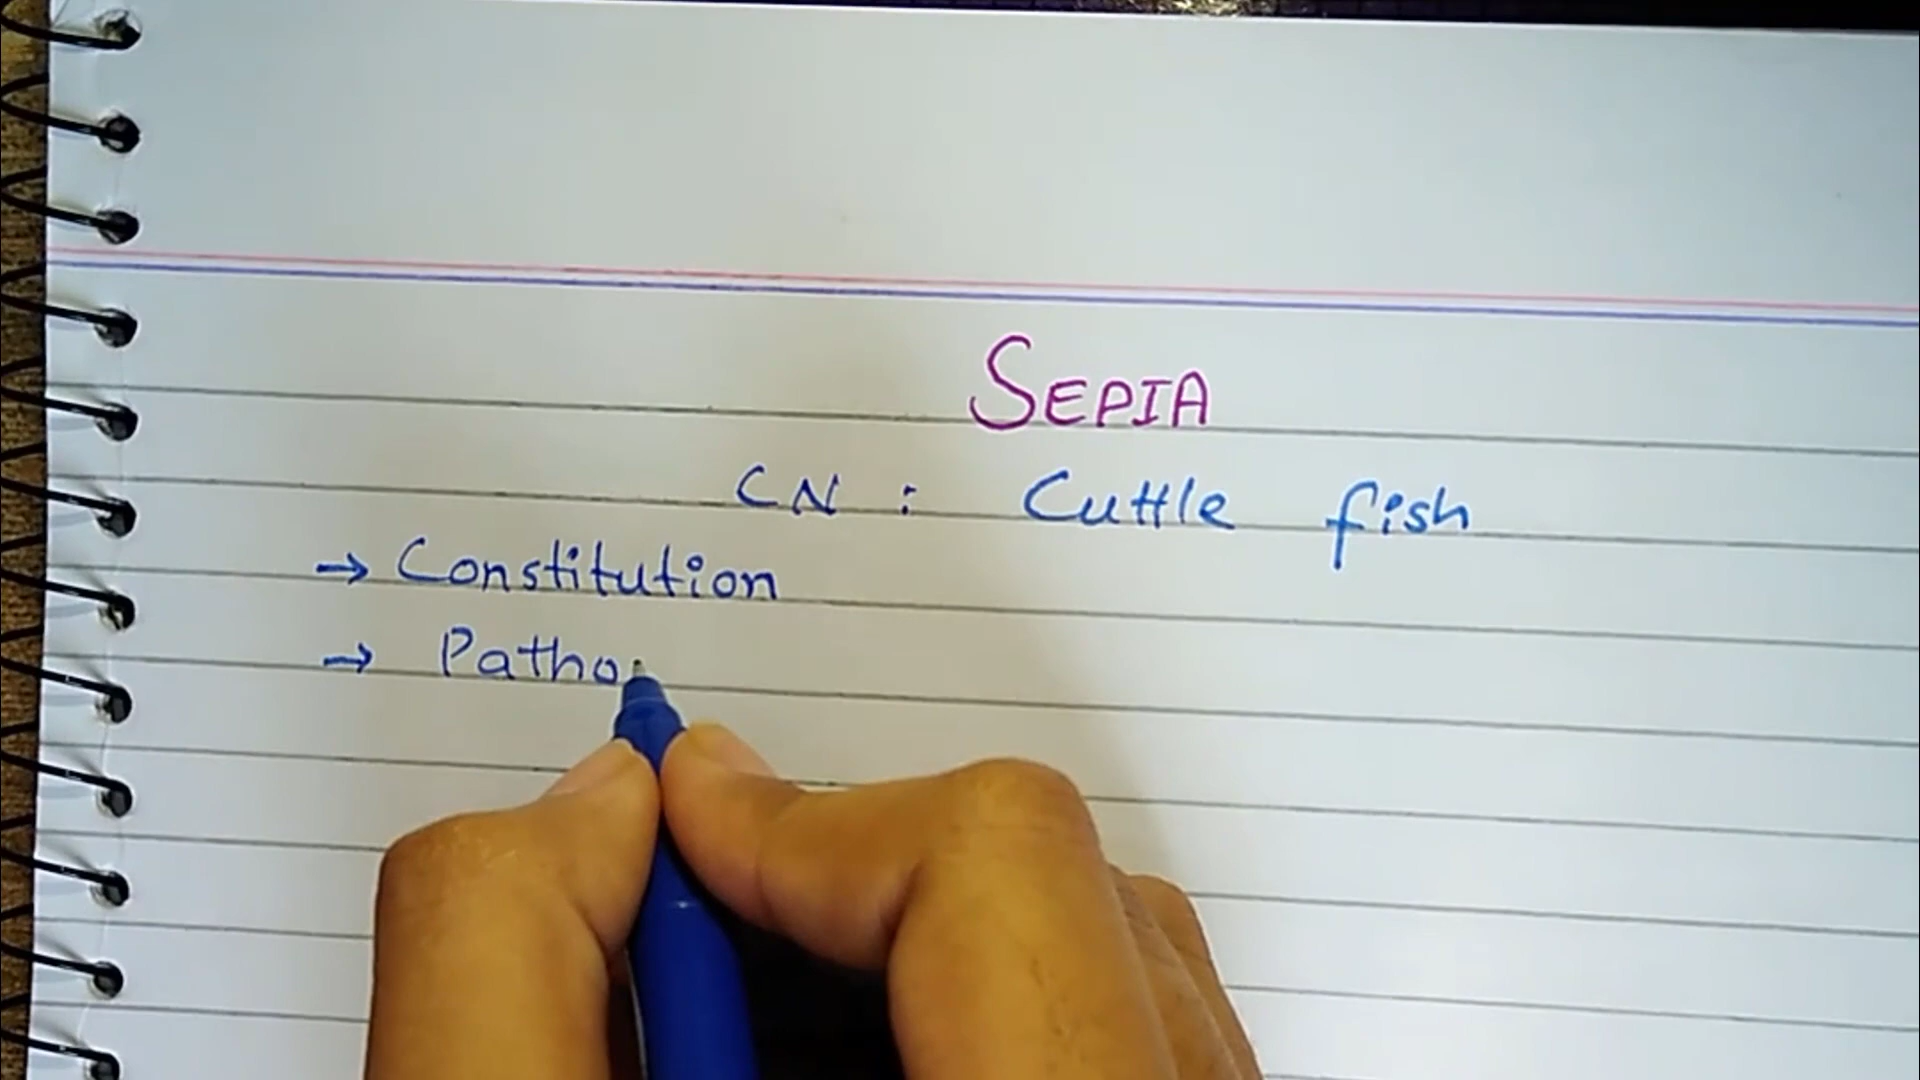 SEPIA
CN : Cuttle fish
→ Constitution
→ Patho